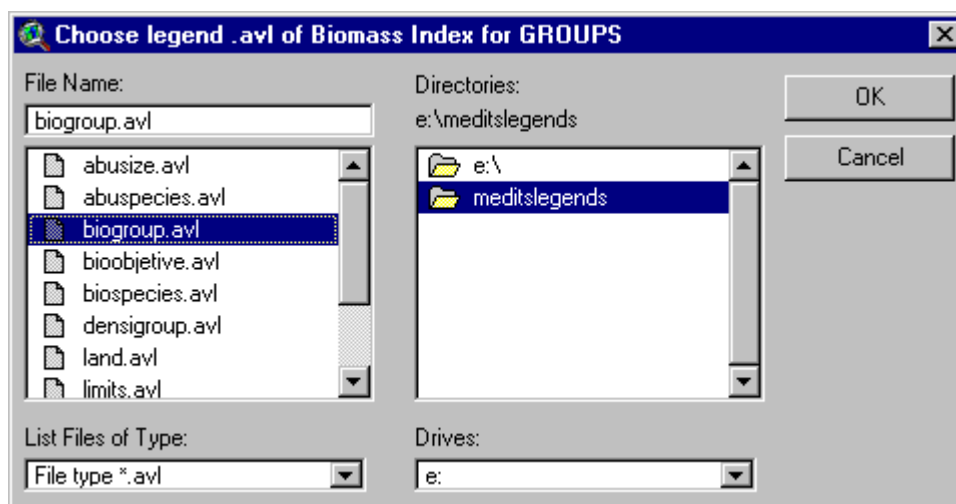 Choose legend .avl of Biomass Index for GROUPS
File Name:
biogroup.avl
abusize.avl
abuspecies.avl
biogroup.avl
bioobjetive.avl
biospecies.avl
densigroup.avl
land.avl
limits.avl
List Files of Type:
File type *.avl
Directories:
e:\meditslegends
e:\
meditslegends
Drives:
e:
OK
Cancel